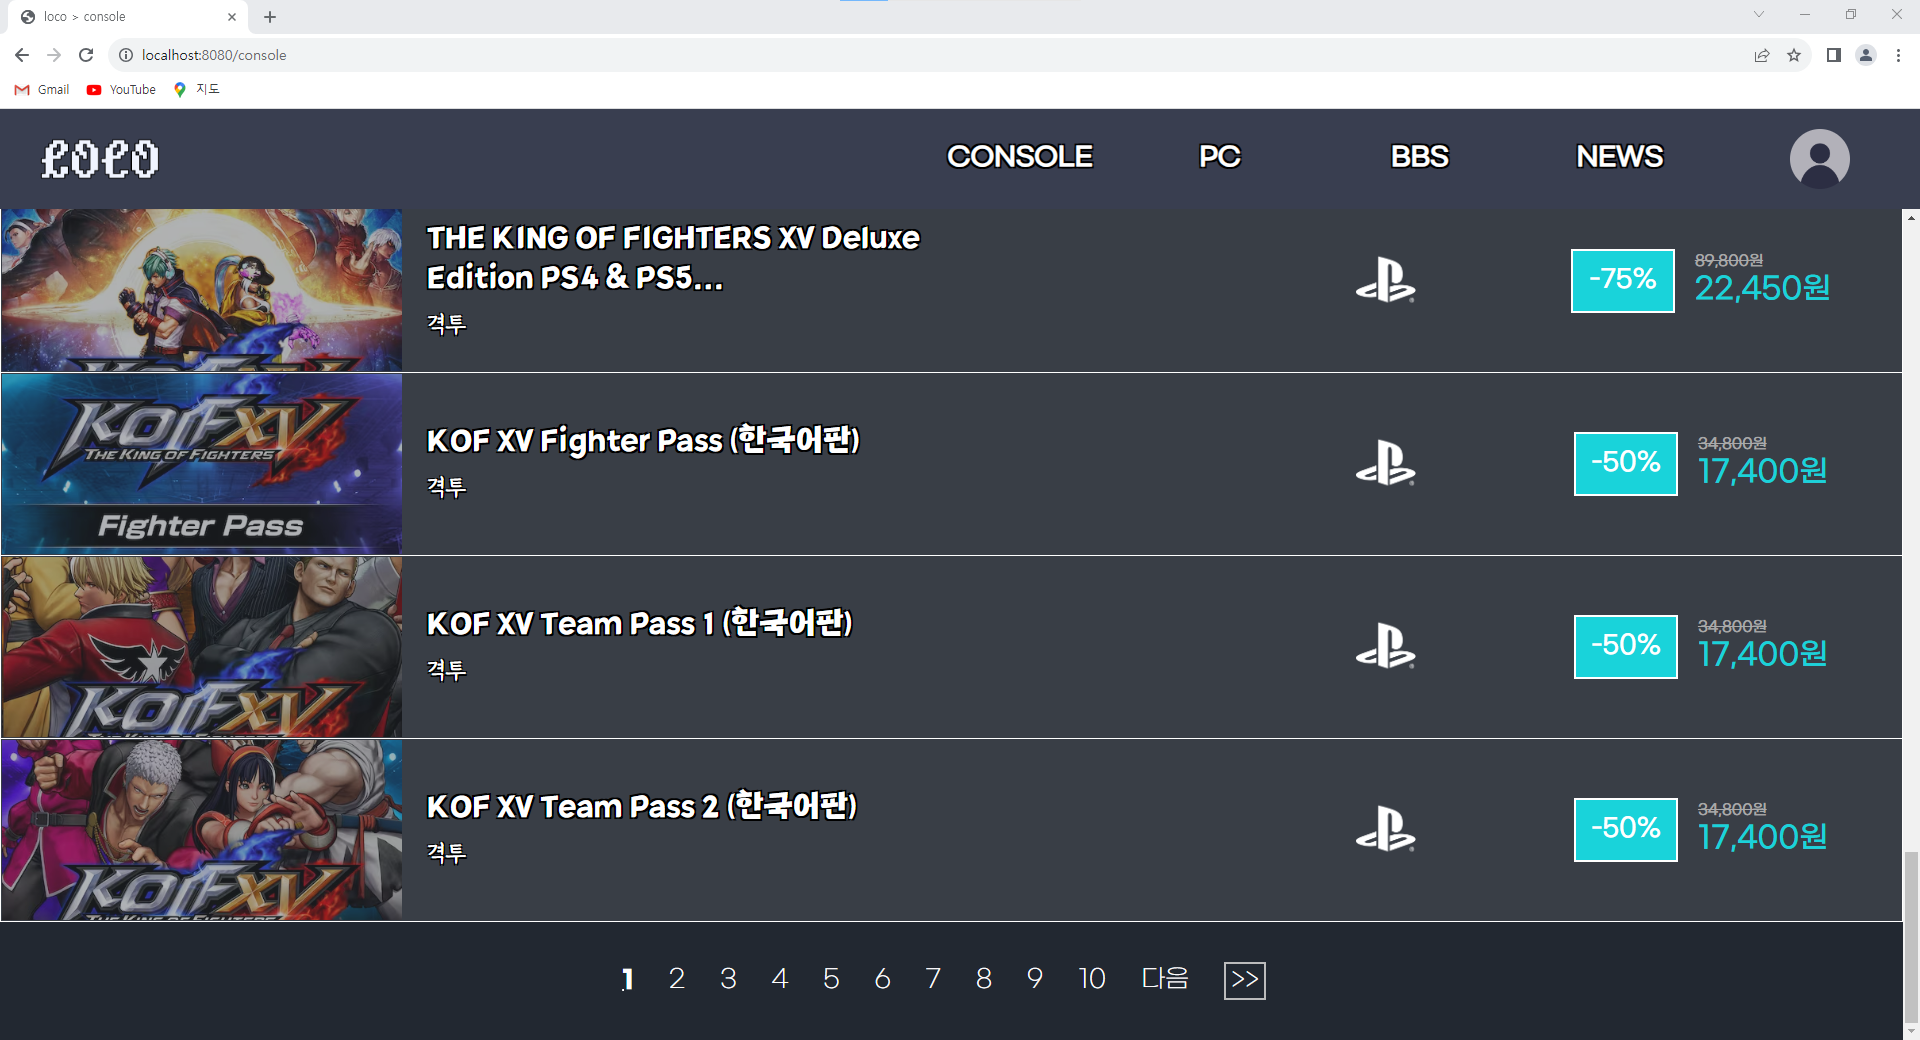 loco > console
localhost:8080/console
Gmail YouTube 지도
LOCO CONSOLE PC BBS NEWS
THE KING OF FIGHTERS XV Deluxe
Edition PS4 & PS5...
격투
-75%
89,800원
22,450원
KOF XV
THE KING OF FIGHTERS
Fighter Pass
KOF XV Fighter Pass (한국어판)
격투
-50%
34,800원
17,400원
KOF XV
KOF XV Team Pass 1 (한국어판)
격투
-50%
34,800원
17,400원
KOF XV
THE KING OF FIGHTERS
KOF XV Team Pass 2 (한국어판)
격투
-50%
34,800원
17,400원
1 2 3 4 5 6 7 8 9 10 다음 >>